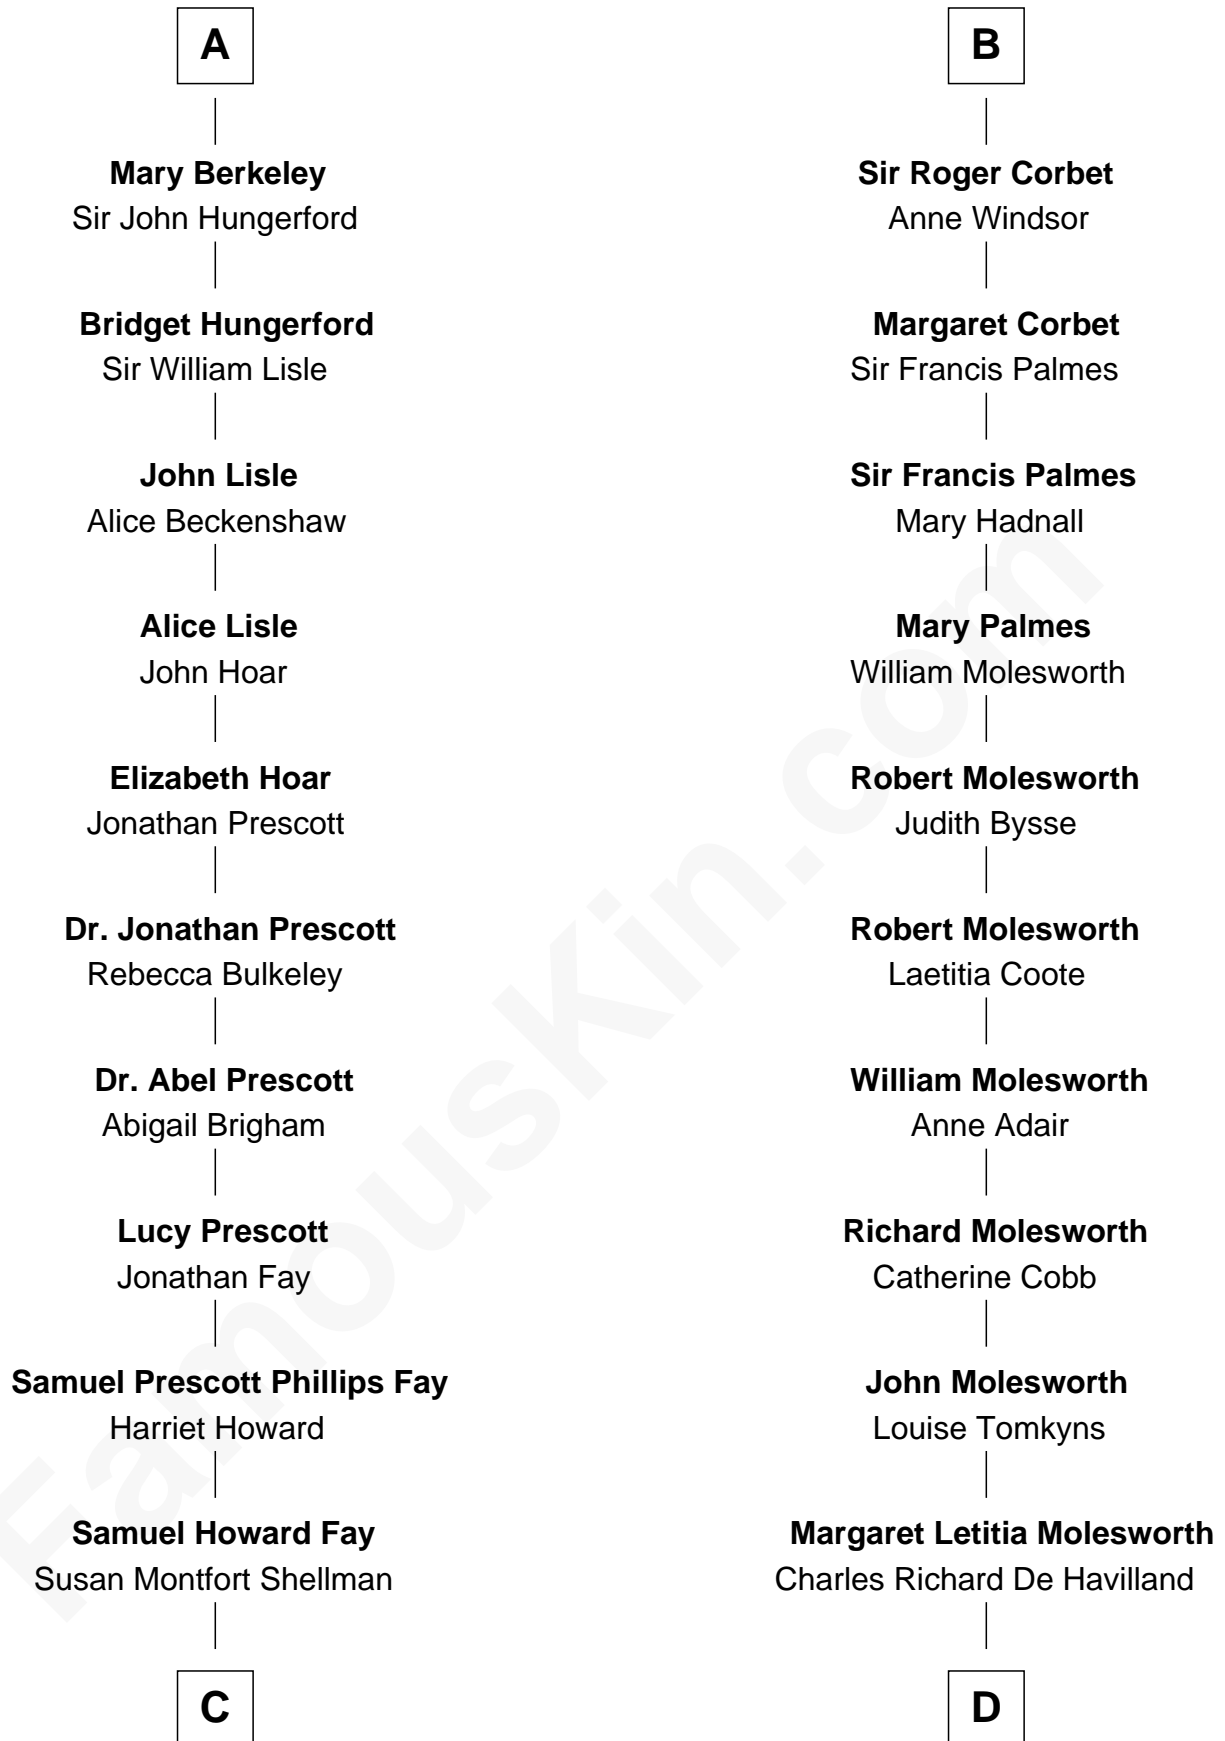 A
Mary Berkeley
Sir John Hungerford
Bridget Hungerford
Sir William Lisle
John Lisle
Alice Beckenshaw
Alice Lisle
John Hoar
Elizabeth Hoar
Jonathan Prescott
Dr. Jonathan Prescott
Rebecca Bulkeley
Dr. Abel Prescott
Abigail Brigham
Lucy Prescott
Jonathan Fay
Samuel Prescott Phillips Fay
Harriet Howard
Samuel Howard Fay
Susan Montfort Shellman
C
B
Sir Roger Corbet
Anne Windsor
Margaret Corbet
Sir Francis Palmes
Sir Francis Palmes
Mary Hadnall
Mary Palmes
William Molesworth
Robert Molesworth
Judith Bysse
Robert Molesworth
Laetitia Coote
William Molesworth
Anne Adair
Richard Molesworth
Catherine Cobb
John Molesworth
Louise Tomkyns
Margaret Letitia Molesworth
Charles Richard De Havilland
D
FamousKin.com